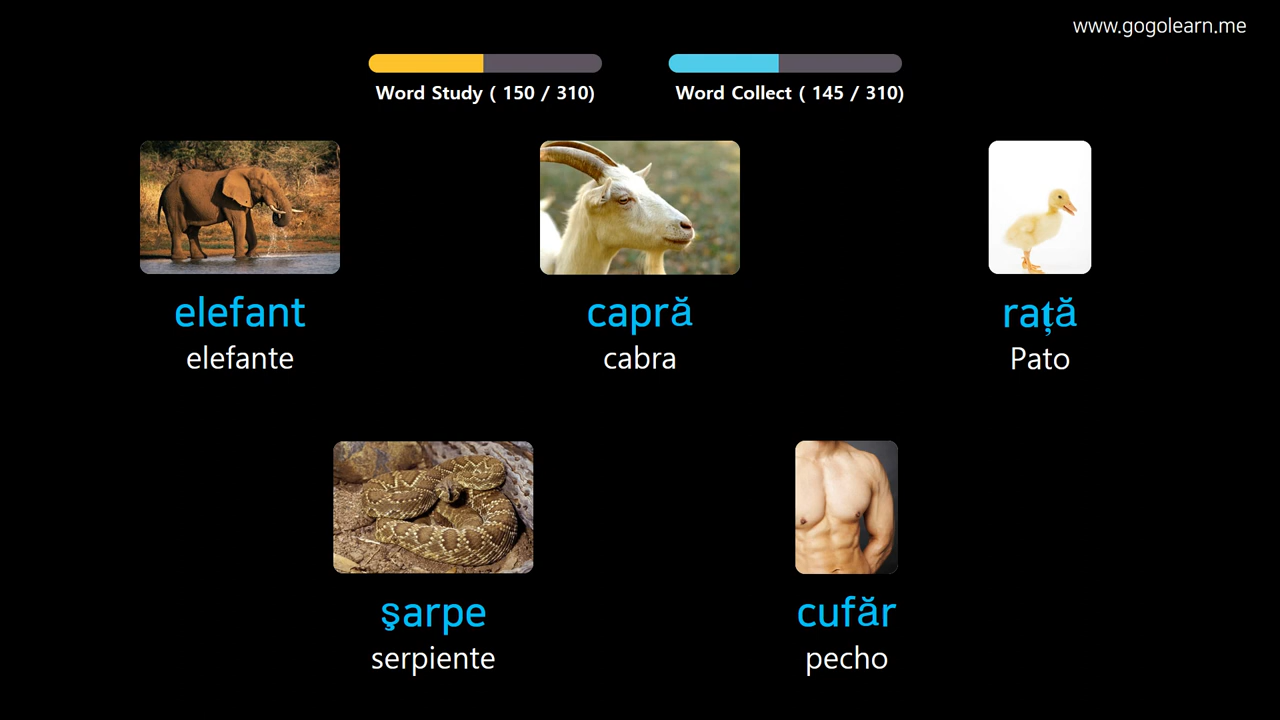 www.gogolearn.me
Word Study ( 150 / 310)
Word Collect ( 145 / 310)
elefant
elefante
capră
cabra
rață
Pato
şarpe
serpiente
cufăr
pecho